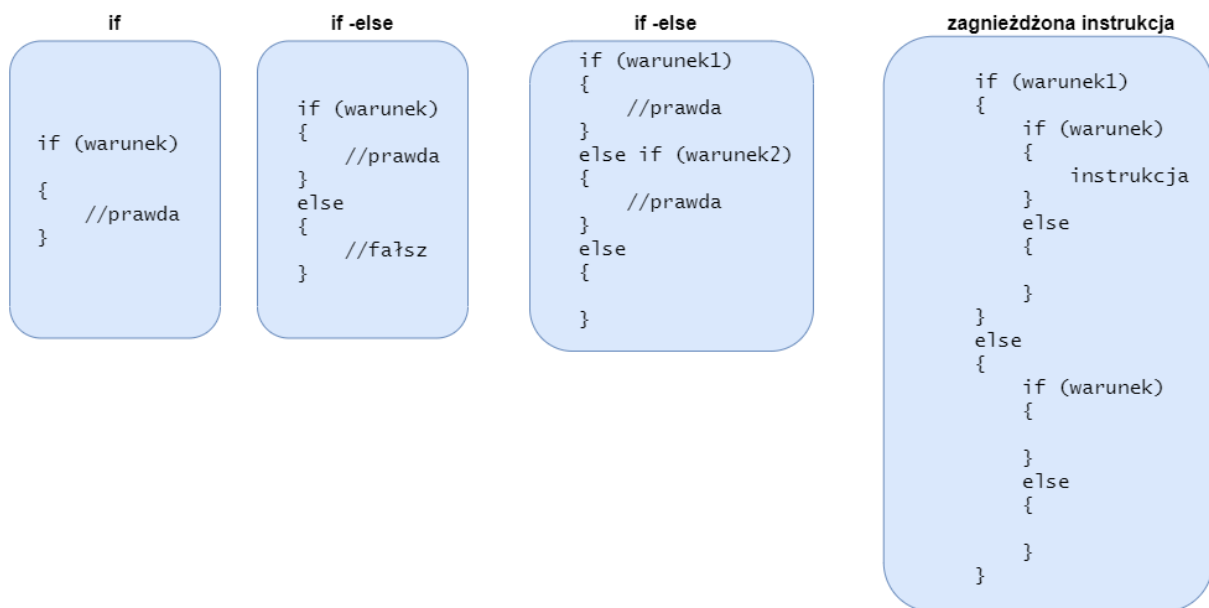 if
if (warunek)
{
//prawda
}
if -else
if (warunek)
{
//prawda
}
else
{
//fałsz
}
if -else
if (warunek1)
{
//prawda
}
else if (warunek2)
{
//prawda
}
else
{
}
zagnieżdżona instrukcja
if (warunek1)
{
if (warunek)
{
instrukcja
}
else
{
}
}
else
{
if (warunek)
{
}
else
{
}
}